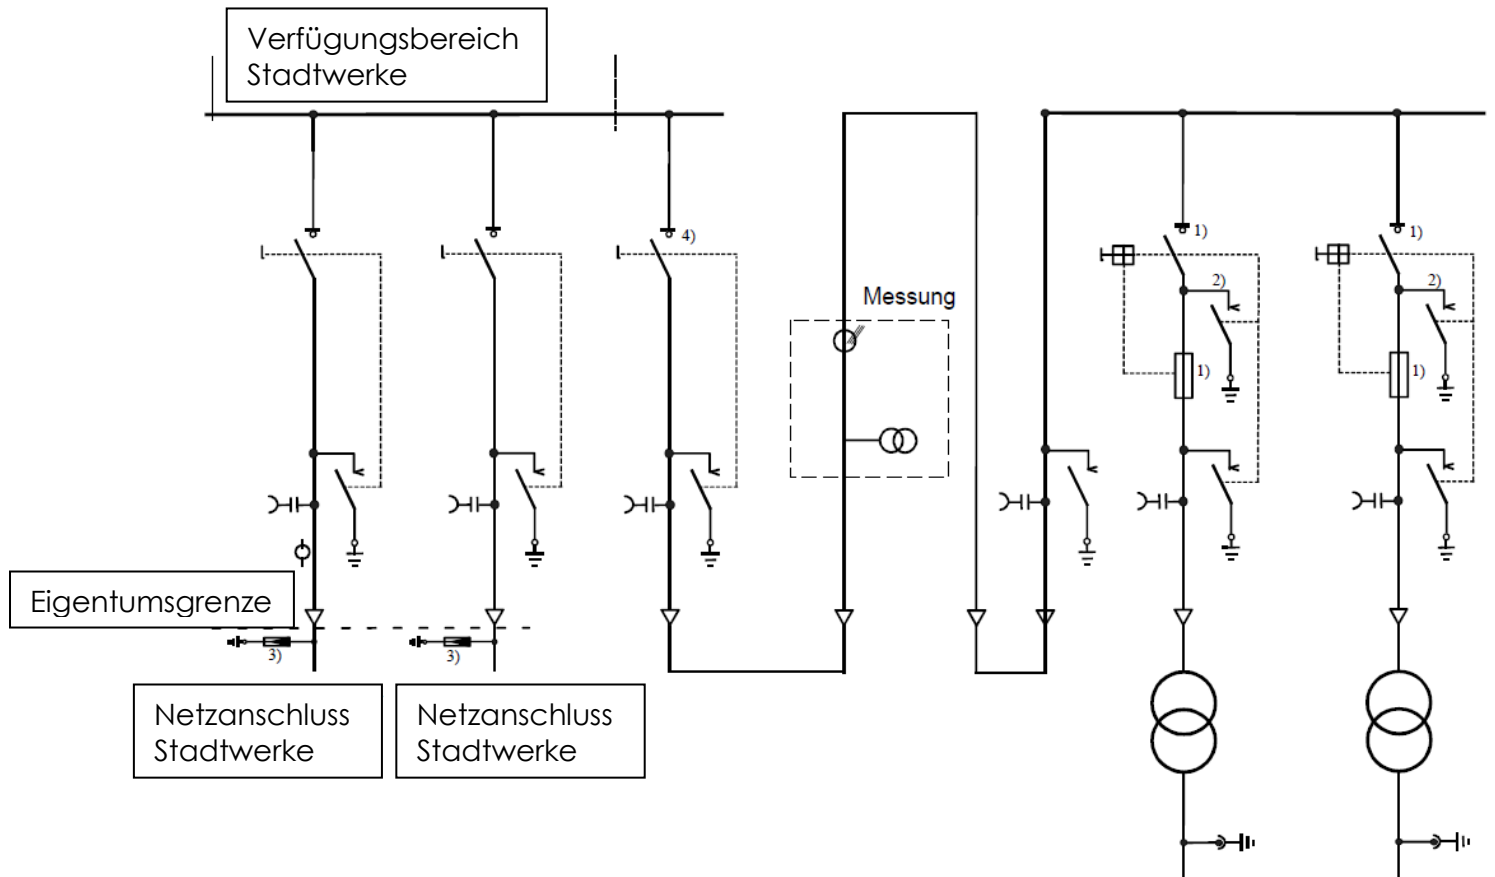 Verfügungsbereich
Stadtwerke
4)
1)
1)
2)
2)
Messung
1)
1)
Eigentumsgrenze
3)
3)
Netzanschluss
Stadtwerke
Netzanschluss
Stadtwerke